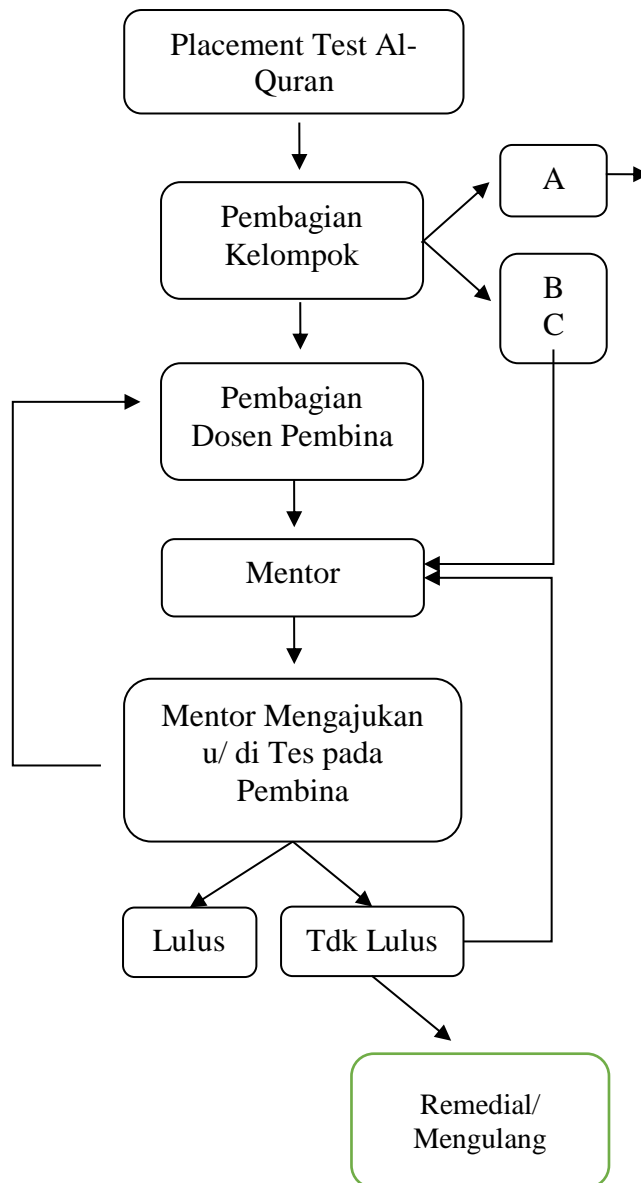 Placement Test Al-
Quran
A
Pembagian
Kelompok
B
C
Pembagian
Dosen Pembina
Mentor
Mentor Mengajukan
u/ di Tes pada
Pembina
Lulus
Tdk Lulus
Remedial/
Mengulang